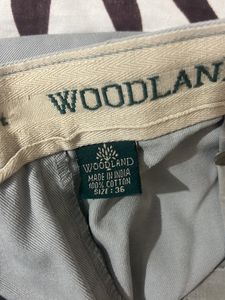 WOODLAN
WOODLAND
MADE IN INDIA
100% COTTON
SIZE: 36